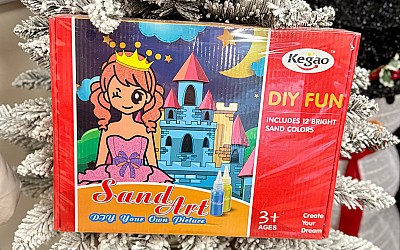 Kegao
DIY FUN
INCLUDES 12 BRIGHT
SAND COLORS
Sand
Art
DIY Your Own Picture
3+
AGES
Create
Your
Dream